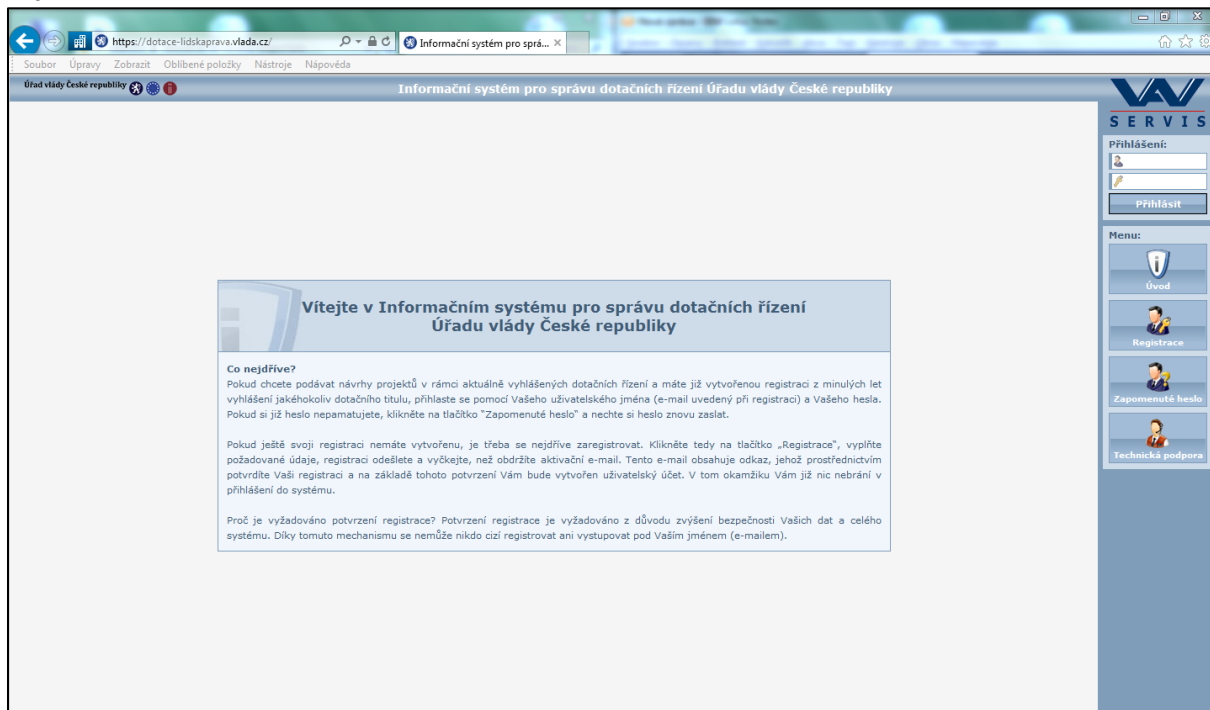 https://dotace-lidskaprava.vlada.cz/
Informační systém pro sprá...
Soubor Úpravy Zobrazit Oblíbené položky Nástroje Nápověda
Úřad vlády České republiky
Informační systém pro správu dotačních řízení Úřadu vlády České republiky
VAV
SERVIS
Přihlášení:
Přihlásit
Menu:
Úvod
Registrace
Zapomenuté heslo
Technická podpora
Vítejte v Informačním systému pro správu dotačních řízení
Úřadu vlády České republiky
Co nejdříve?
Pokud chcete podávat návrhy projektů v rámci aktuálně vyhlášených dotačních řízení a máte již vytvořenou registraci z minulých let
vyhlášení jakéhokoliv dotačního titulu, přihlaste se pomocí Vašeho uživatelského jména (e-mail uvedený při registraci) a Vašeho hesla.
Pokud si již heslo nepamatujete, klikněte na tlačítko "Zapomenuté heslo" a nechte si heslo znovu zaslat.
Pokud ještě svoji registraci nemáte vytvořenu, je třeba se nejdříve zaregistrovat. Klikněte tedy na tlačítko „Registrace", vyplňte
požadované údaje, registraci odešlete a vyčkejte, než obdržíte aktivační e-mail. Tento e-mail obsahuje odkaz, jehož prostřednictvím
potvrdíte Vaši registraci a na základě tohoto potvrzení Vám bude vytvořen uživatelský účet. V tom okamžiku Vám již nic nebrání v
přihlášení do systému.
Proč je vyžadováno potvrzení registrace? Potvrzení registrace je vyžadováno z důvodu zvýšení bezpečnosti Vašich dat a celého
systému. Díky tomuto mechanismu se nemůže nikdo cizí registrovat ani vystupovat pod Vaším jménem (e-mailem).